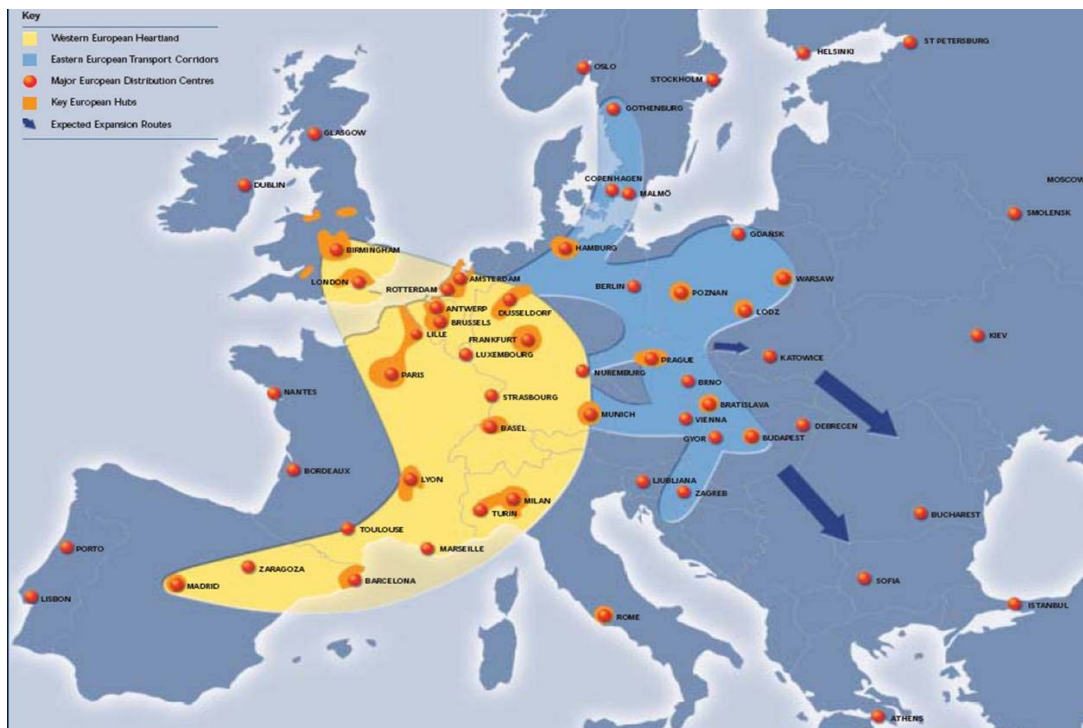 Key
Western European Heartland
Eastern European Transport Corridors
Major European Distribution Centres
Key European Hubs
Expected Expansion Routes
ST PETERSBURG
HELSINKI
OSLO
STOCKHOLM
GOTHENBURG
GLASGOW
COPENHAGEN
MOSCOW
DUBLIN
MALMÖ
SMOLENSK
GDAŃSK
BIRMINGHAM
HAMBURG
LONDON
AMSTERDAM
WARSAW
ROTTERDAM
BERLIN
POZNAN
DUSSELDORF
ANTWERP
LODZ
BRUSSELS
LILLE
FRANKFURT
KIEV
LUXEMBOURG
PRAGUE
KATOWICE
PARIS
NUREMBURG
BRNO
NANTES
STRASBOURG
BRATISLAVA
MUNICH
VIENNA
BASEL
DEBRECEN
GYOR
BUDAPEST
BORDEAUX
LYON
LJUBLJANA
ZAGREB
MILAN
TURIN
BUCHAREST
TOULOUSE
PORTO
MARSEILLE
ZARAGOZA
MADRID
BARCELONA
SOFIA
LISBON
ISTANBUL
ROME
ATHENS